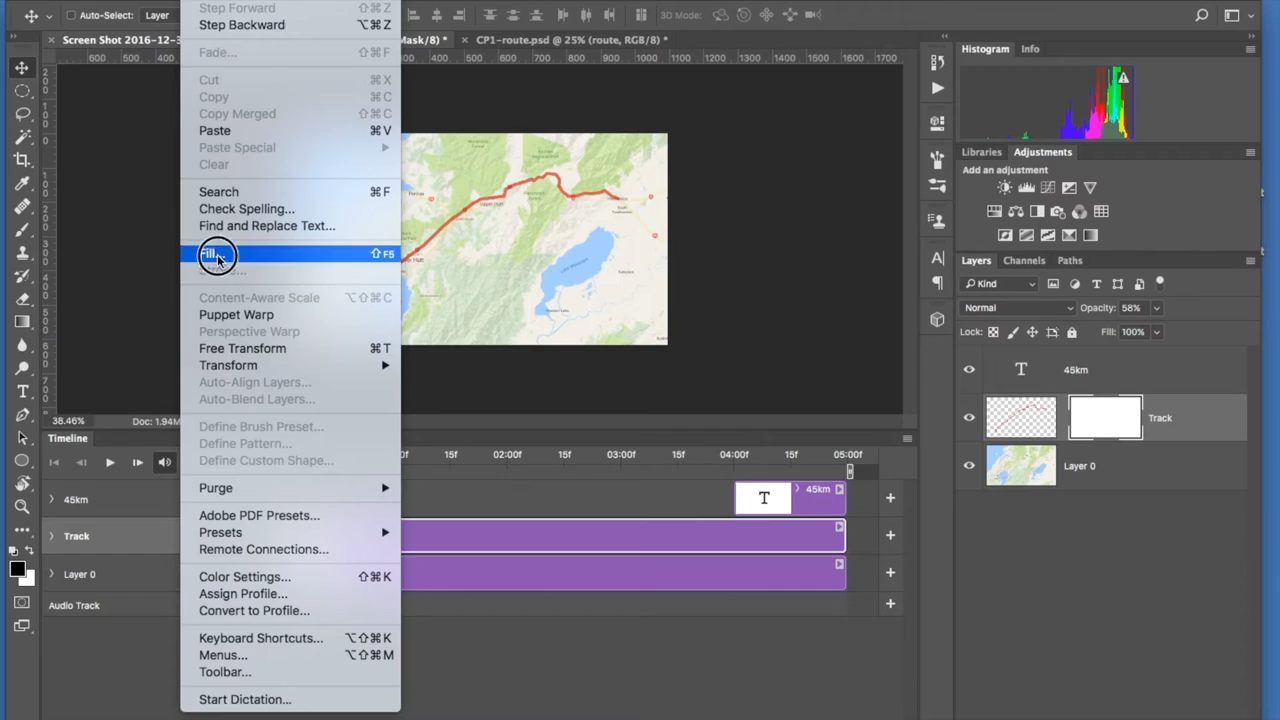 Auto-Select: Layer 3D Mode:
Screen Shot 2016-12-3 Mask/8) * × CP1-route.psd @ 25% (route, RGB/8) *
600 500 400 400 500 600 700 800 900 1000 1100 1200 1300 1400 1500 1600 1700
Step Forward ⇧⌘Z
Step Backward ⌥⌘Z
Fade... ⇧⌘F
Cut ⌘X
Copy ⌘C
Copy Merged ⇧⌘C
Paste ⌘V
Paste Special
Clear
Search ⌘F
Check Spelling...
Find and Replace Text...
Fill... ⇧F5
Content-Aware Scale ⌥⇧⌘C
Puppet Warp
Perspective Warp
Free Transform ⌘T
Transform
Auto-Align Layers...
Auto-Blend Layers...
Define Brush Preset...
Define Pattern...
Define Custom Shape...
Purge
Adobe PDF Presets...
Presets
Remote Connections...
Color Settings... ⇧⌘K
Assign Profile...
Convert to Profile...
Keyboard Shortcuts... ⌥⇧⌘K
Menus... ⌥⇧⌘M
Toolbar...
Start Dictation...
38.46% Doc: 1.94M
Timeline
0f 15f 02:00f 15f 03:00f 15f 04:00f 15f 05:00f
45km T 45km
Track
Layer 0
Audio Track
Histogram Info
Libraries Adjustments
Add an adjustment
Layers Channels Paths
Kind
Normal Opacity: 58%
Lock: Fill: 100%
T 45km
Track
Layer 0